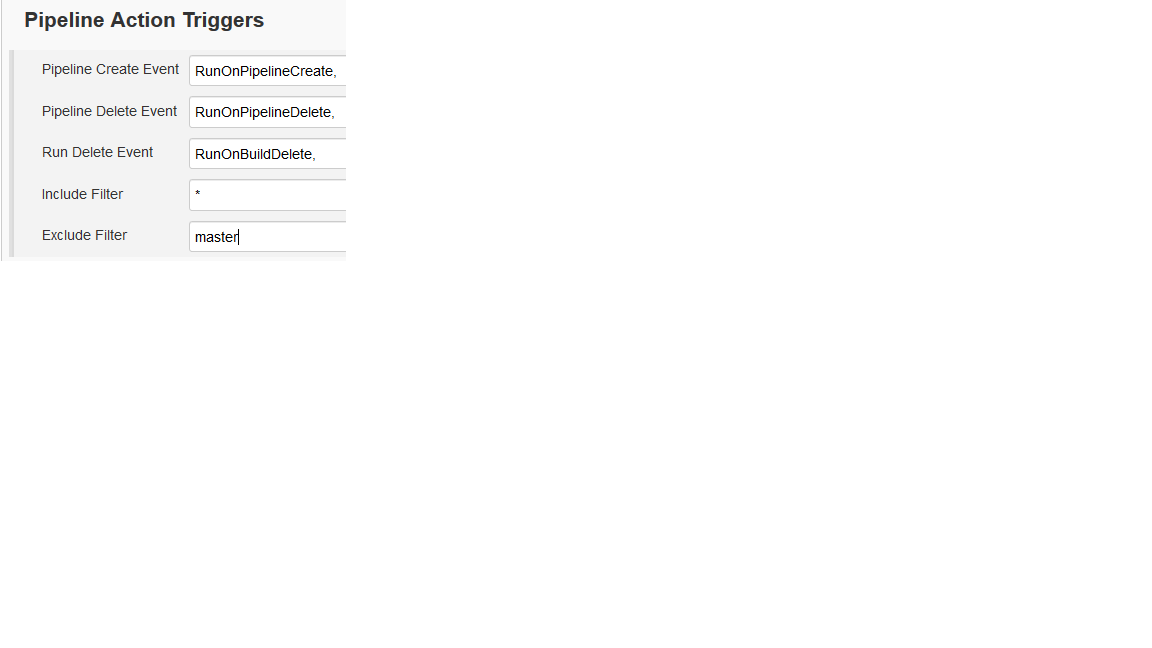 Pipeline Action Triggers
Pipeline Create Event RunOnPipelineCreate,
Pipeline Delete Event RunOnPipelineDelete,
Run Delete Event RunOnBuildDelete,
Include Filter *
Exclude Filter master